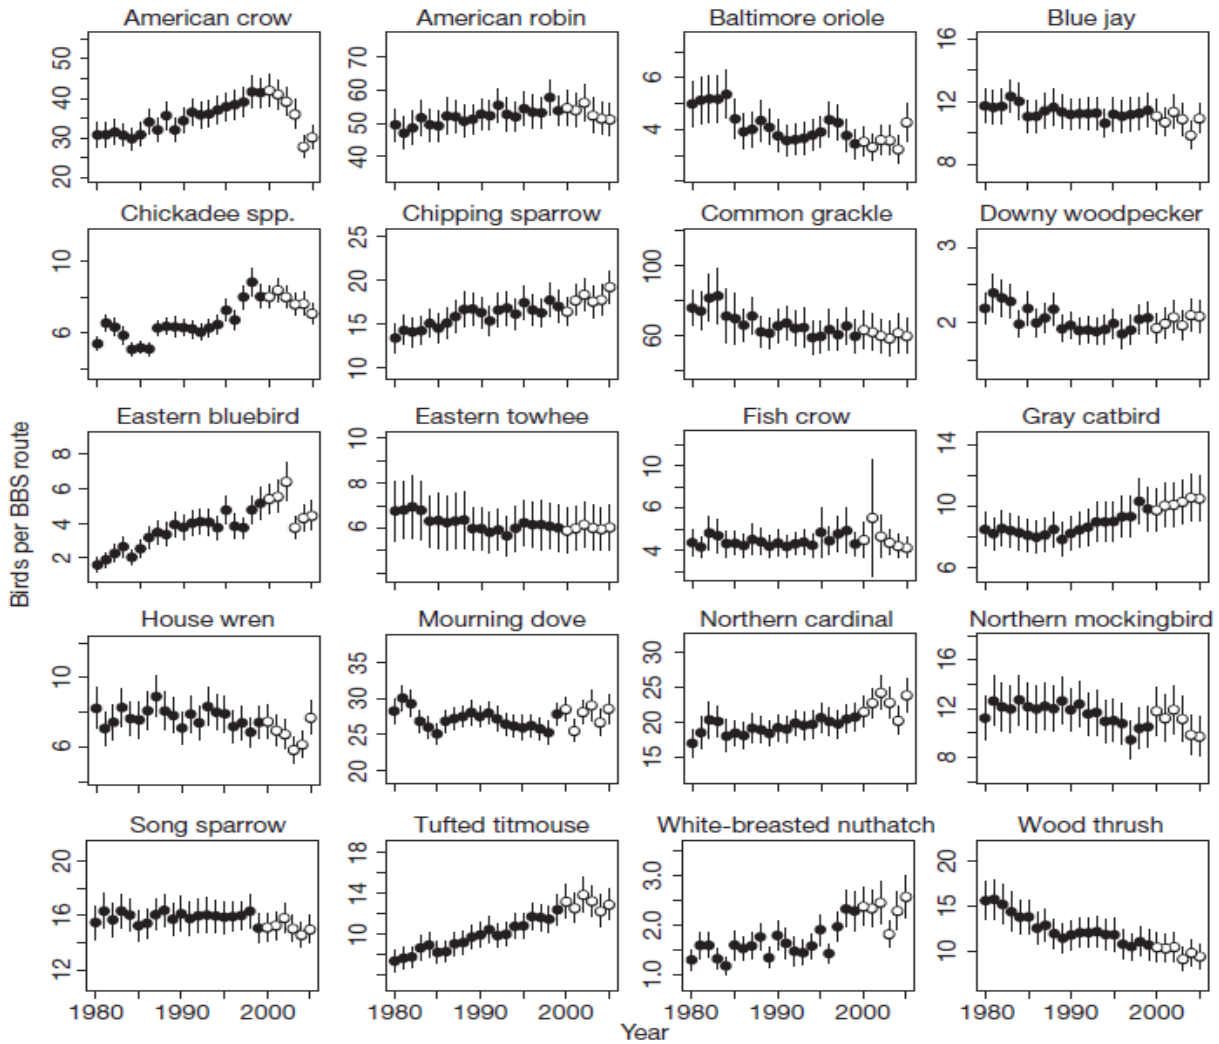 American crow American robin Baltimore oriole Blue jay
50 40 30 20
70 60 50 40
6 4
16 12 8
Chickadee spp. Chipping sparrow Common grackle Downy woodpecker
10 6
25 20 15 10
100 60
3 2
Eastern bluebird Eastern towhee Fish crow Gray catbird
8 6 4 2
10 8 6
10 6 4
14 10 6
Birds per BBS route
House wren Mourning dove Northern cardinal Northern mockingbird
10 6
35 30 25 20
30 25 20 15
16 12 8
Song sparrow Tufted titmouse White-breasted nuthatch Wood thrush
20 16 12
18 14 10
3.0 2.0 1.0
20 15 10
1980 1990 2000 1980 1990 2000 1980 1990 2000 1980 1990 2000
Year